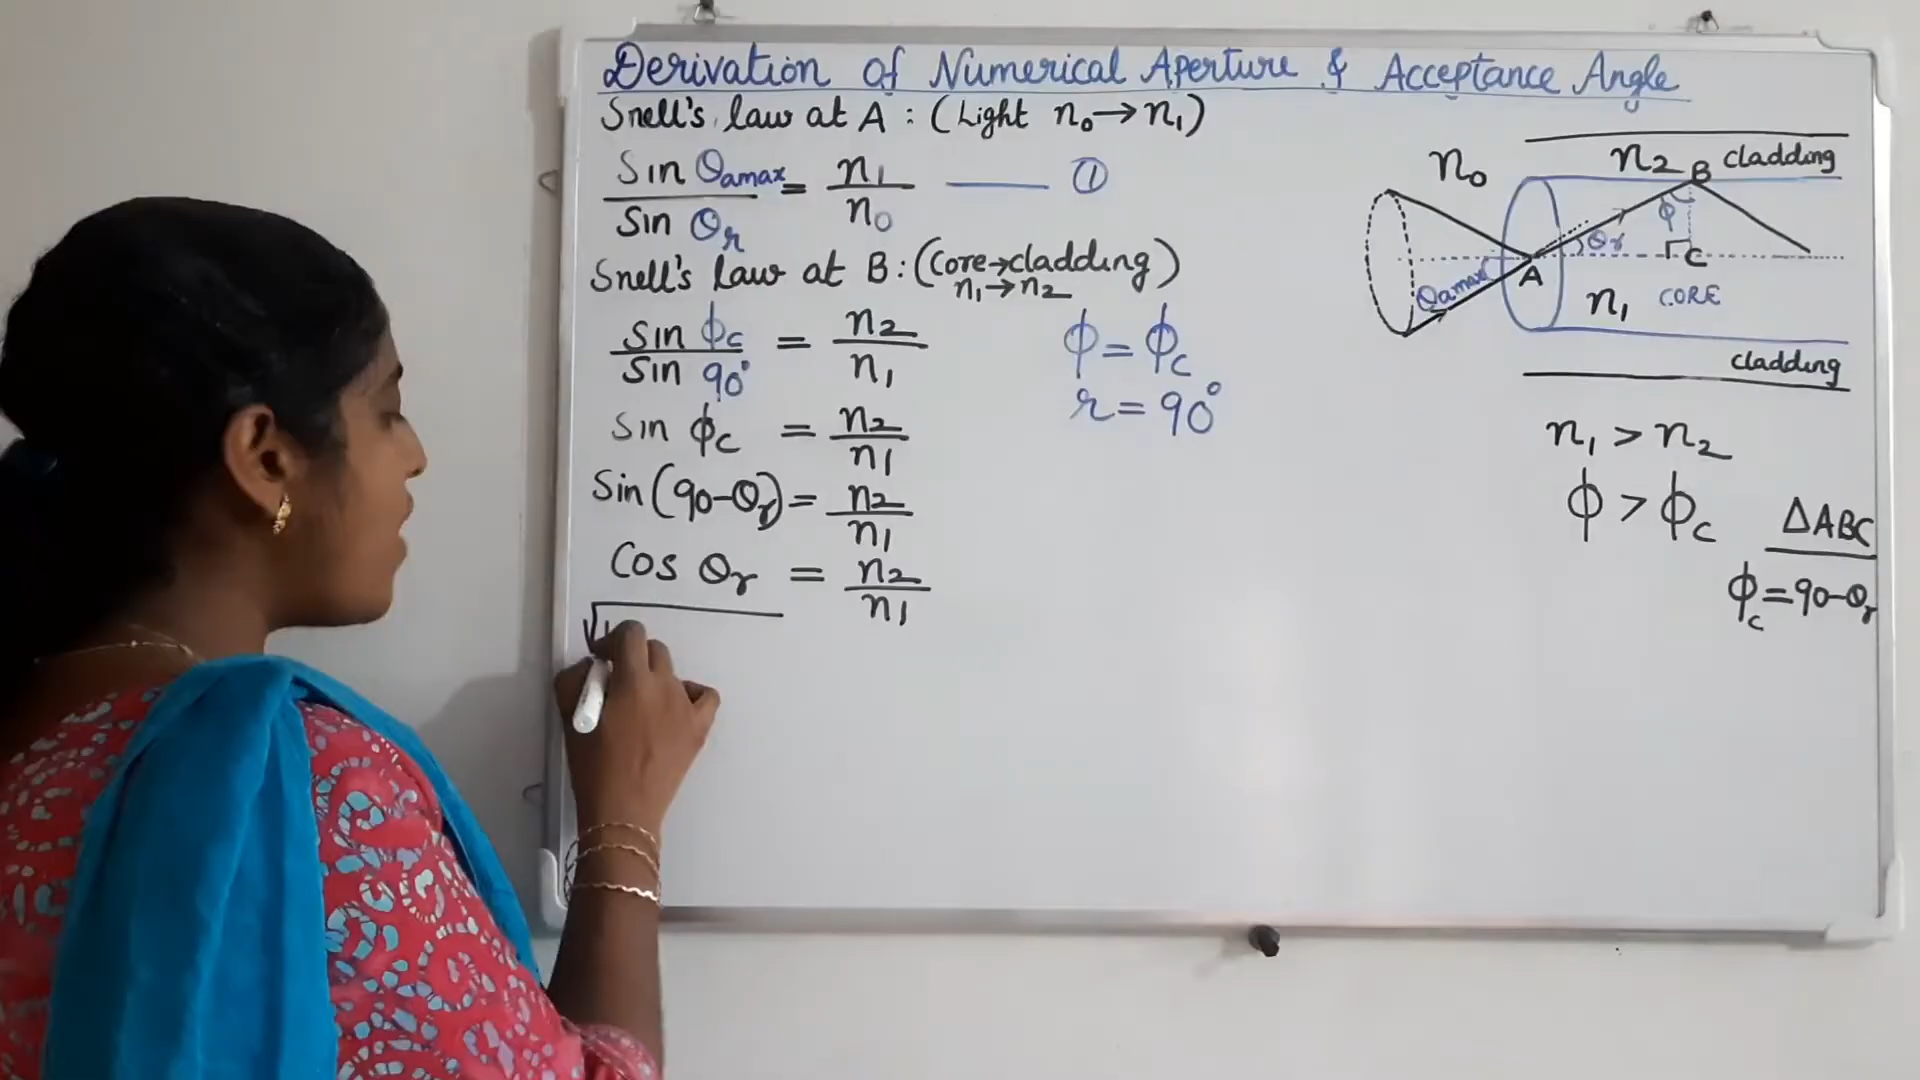 Derivation of Numerical Aperture & Acceptance Angle
Snell's law at A : (Light n₀→n₁)
Sin θamax / Sin θr = n₁ / n₀ —— ①
Snell's law at B : (Core→cladding)
n₁→n₂
Sin ϕc / Sin 90° = n₂ / n₁
Sin ϕc = n₂ / n₁
Sin (90-θr) = n₂ / n₁
Cos θr = n₂ / n₁
√1
ϕ = ϕc
r = 90°
n₀
n₂ B cladding
ϕ
θr
θamax A C
n₁ CORE
cladding
n₁ > n₂
ϕ > ϕc
ΔABC
ϕc = 90-θr